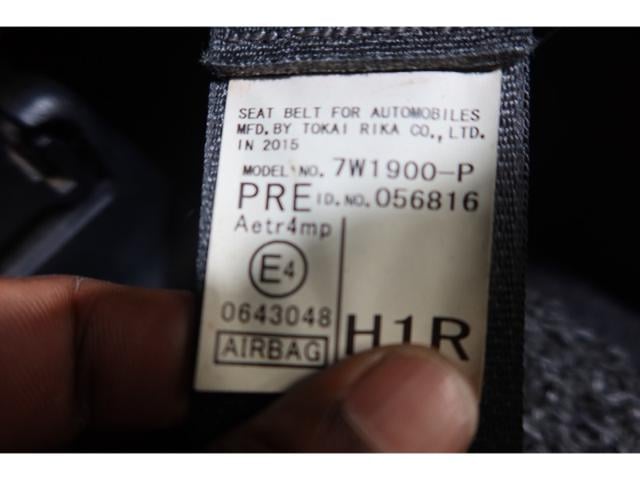 SEAT BELT FOR AUTOMOBILES
MFD. BY TOKAI RIKA CO., LTD.
IN 2015
MODEL NO. 7W1900-P
PRE ID. NO. 056816
Aetr4mp
E4
0643048
AIRBAG
H1R